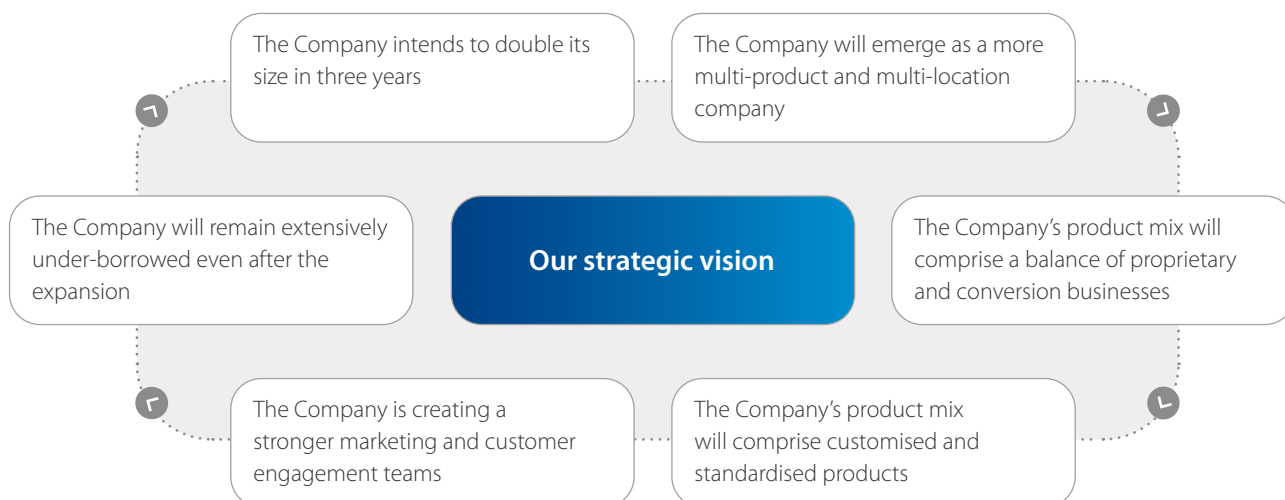 The Company intends to double its
size in three years
The Company will emerge as a more
multi-product and multi-location
company
The Company will remain extensively
under-borrowed even after the
expansion
Our strategic vision
The Company's product mix will
comprise a balance of proprietary
and conversion businesses
The Company is creating a
stronger marketing and customer
engagement teams
The Company's product mix
will comprise customised and
standardised products